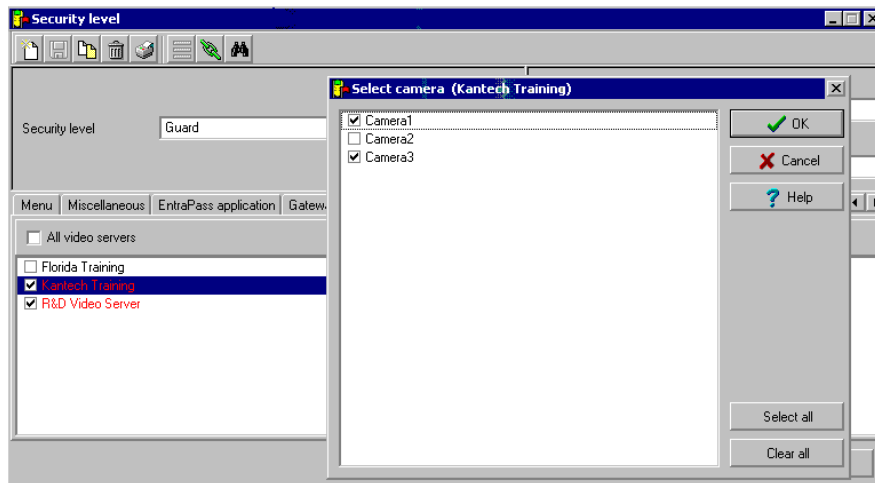 Security level
Select camera (Kantech Training)
Security level
Guard
Camera1
Camera2
Camera3
OK
Cancel
? Help
Menu
Miscellaneous
EntraPass application
All video servers
Florida Training
Kantech Training
R&D Video Server
Select all
Clear all